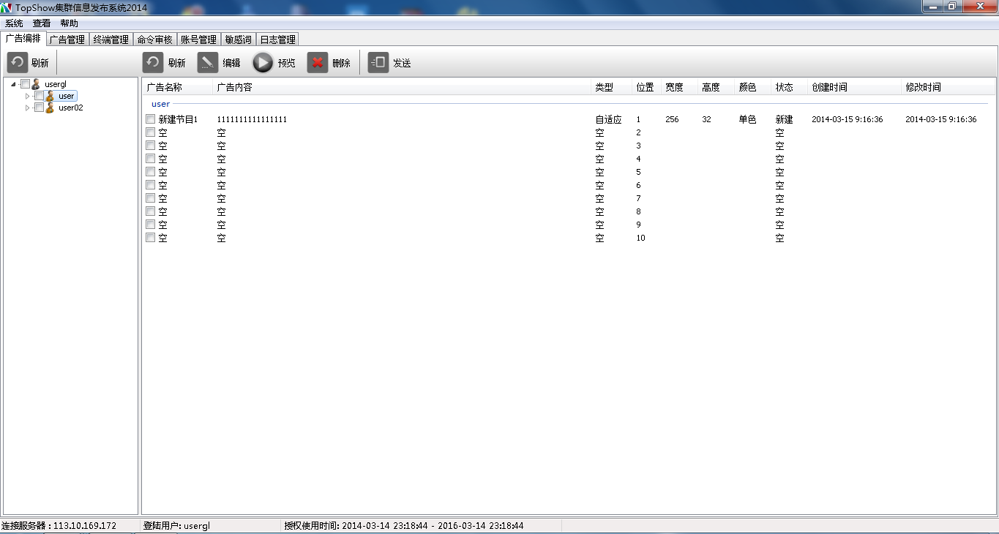 TopShow集群信息发布系统2014
系统 查看 帮助
广告编排 广告管理 终端管理 命令审核 账号管理 敏感词 日志管理
刷新 刷新 编辑 预览 删除 发送
usergl
user
user02
广告名称 广告内容 类型 位置 宽度 高度 颜色 状态 创建时间 修改时间
user
新建节目1 1111111111111111 自适应 1 256 32 单色 新建 2014-03-15 9:16:36 2014-03-15 9:16:36
空 空 空 2 空
空 空 空 3 空
空 空 空 4 空
空 空 空 5 空
空 空 空 6 空
空 空 空 7 空
空 空 空 8 空
空 空 空 9 空
空 空 空 10 空
连接服务器 : 113.10.169.172 登陆用户: usergl 授权使用时间: 2014-03-14 23:18:44 - 2016-03-14 23:18:44